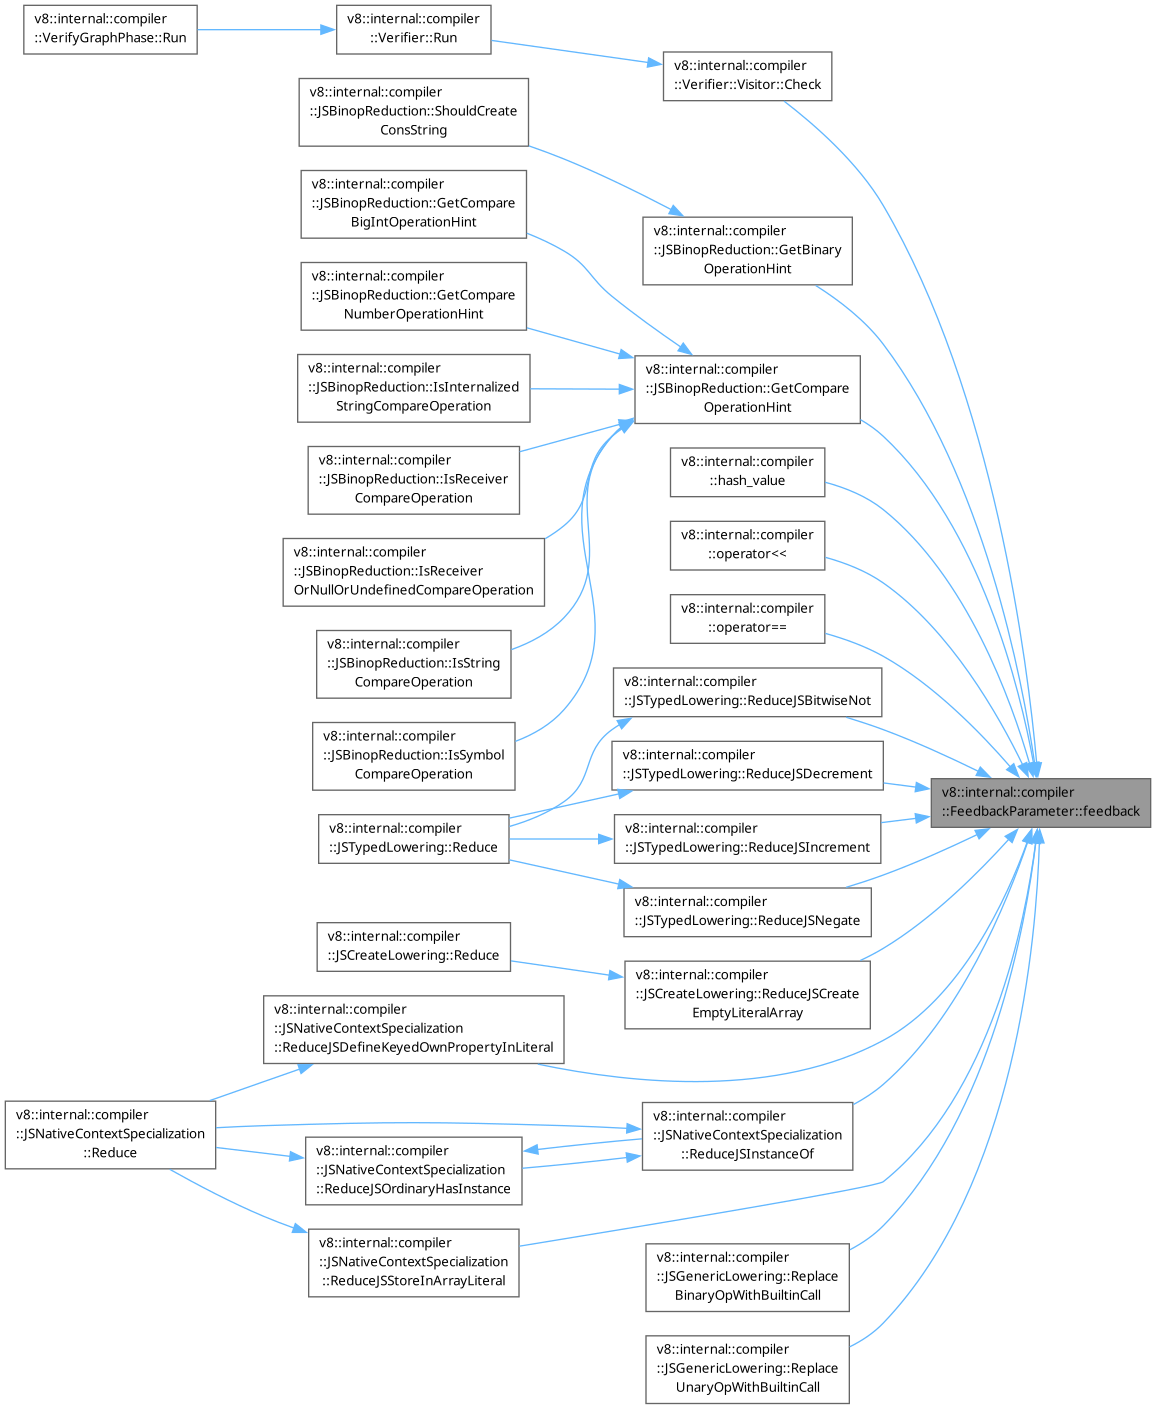 v8::internal::compiler
::VerifyGraphPhase::Run
v8::internal::compiler
::Verifier::Run
v8::internal::compiler
::Verifier::Visitor::Check
v8::internal::compiler
::JSBinopReduction::ShouldCreate
ConsString
v8::internal::compiler
::JSBinopReduction::GetCompare
BigIntOperationHint
v8::internal::compiler
::JSBinopReduction::GetBinary
OperationHint
v8::internal::compiler
::JSBinopReduction::GetCompare
NumberOperationHint
v8::internal::compiler
::JSBinopReduction::IsInternalized
StringCompareOperation
v8::internal::compiler
::JSBinopReduction::GetCompare
OperationHint
v8::internal::compiler
::JSBinopReduction::IsReceiver
CompareOperation
v8::internal::compiler
::hash_value
v8::internal::compiler
::operator<<
v8::internal::compiler
::JSBinopReduction::IsReceiver
OrNullOrUndefinedCompareOperation
v8::internal::compiler
::operator==
v8::internal::compiler
::JSBinopReduction::IsString
CompareOperation
v8::internal::compiler
::JSTypedLowering::ReduceJSBitwiseNot
v8::internal::compiler
::JSBinopReduction::IsSymbol
CompareOperation
v8::internal::compiler
::JSTypedLowering::ReduceJSDecrement
v8::internal::compiler
::FeedbackParameter::feedback
v8::internal::compiler
::JSTypedLowering::Reduce
v8::internal::compiler
::JSTypedLowering::ReduceJSIncrement
v8::internal::compiler
::JSTypedLowering::ReduceJSNegate
v8::internal::compiler
::JSCreateLowering::Reduce
v8::internal::compiler
::JSCreateLowering::ReduceJSCreate
EmptyLiteralArray
v8::internal::compiler
::JSNativeContextSpecialization
::ReduceJSDefineKeyedOwnPropertyInLiteral
v8::internal::compiler
::JSNativeContextSpecialization
::Reduce
v8::internal::compiler
::JSNativeContextSpecialization
::ReduceJSInstanceOf
v8::internal::compiler
::JSNativeContextSpecialization
::ReduceJSOrdinaryHasInstance
v8::internal::compiler
::JSNativeContextSpecialization
::ReduceJSStoreInArrayLiteral
v8::internal::compiler
::JSGenericLowering::Replace
BinaryOpWithBuiltinCall
v8::internal::compiler
::JSGenericLowering::Replace
UnaryOpWithBuiltinCall